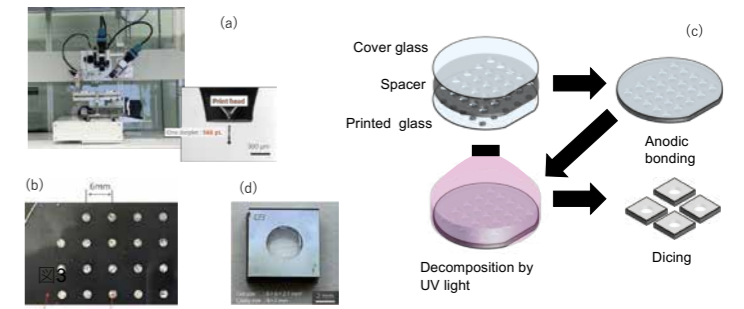 (a)
Print head
One droplet: 560 pL
300 μm
(b)
6mm
図3
(d)
2 mm
(c)
Cover glass
Spacer
Printed glass
Anodic
bonding
Decomposition by
UV light
Dicing